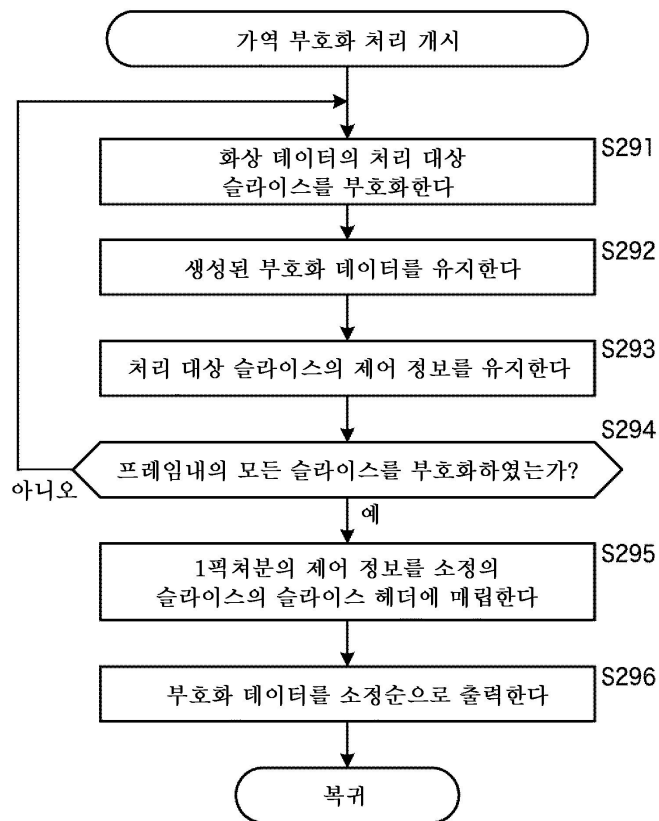 가역 부호화 처리 개시
화상 데이터의 처리 대상
슬라이스를 부호화한다
S291
생성된 부호화 데이터를 유지한다
S292
처리 대상 슬라이스의 제어 정보를 유지한다
S293
프레임내의 모든 슬라이스를 부호화하였는가?
S294
아니오
예
1픽쳐분의 제어 정보를 소정의
슬라이스의 슬라이스 헤더에 매립한다
S295
부호화 데이터를 소정순으로 출력한다
S296
복귀